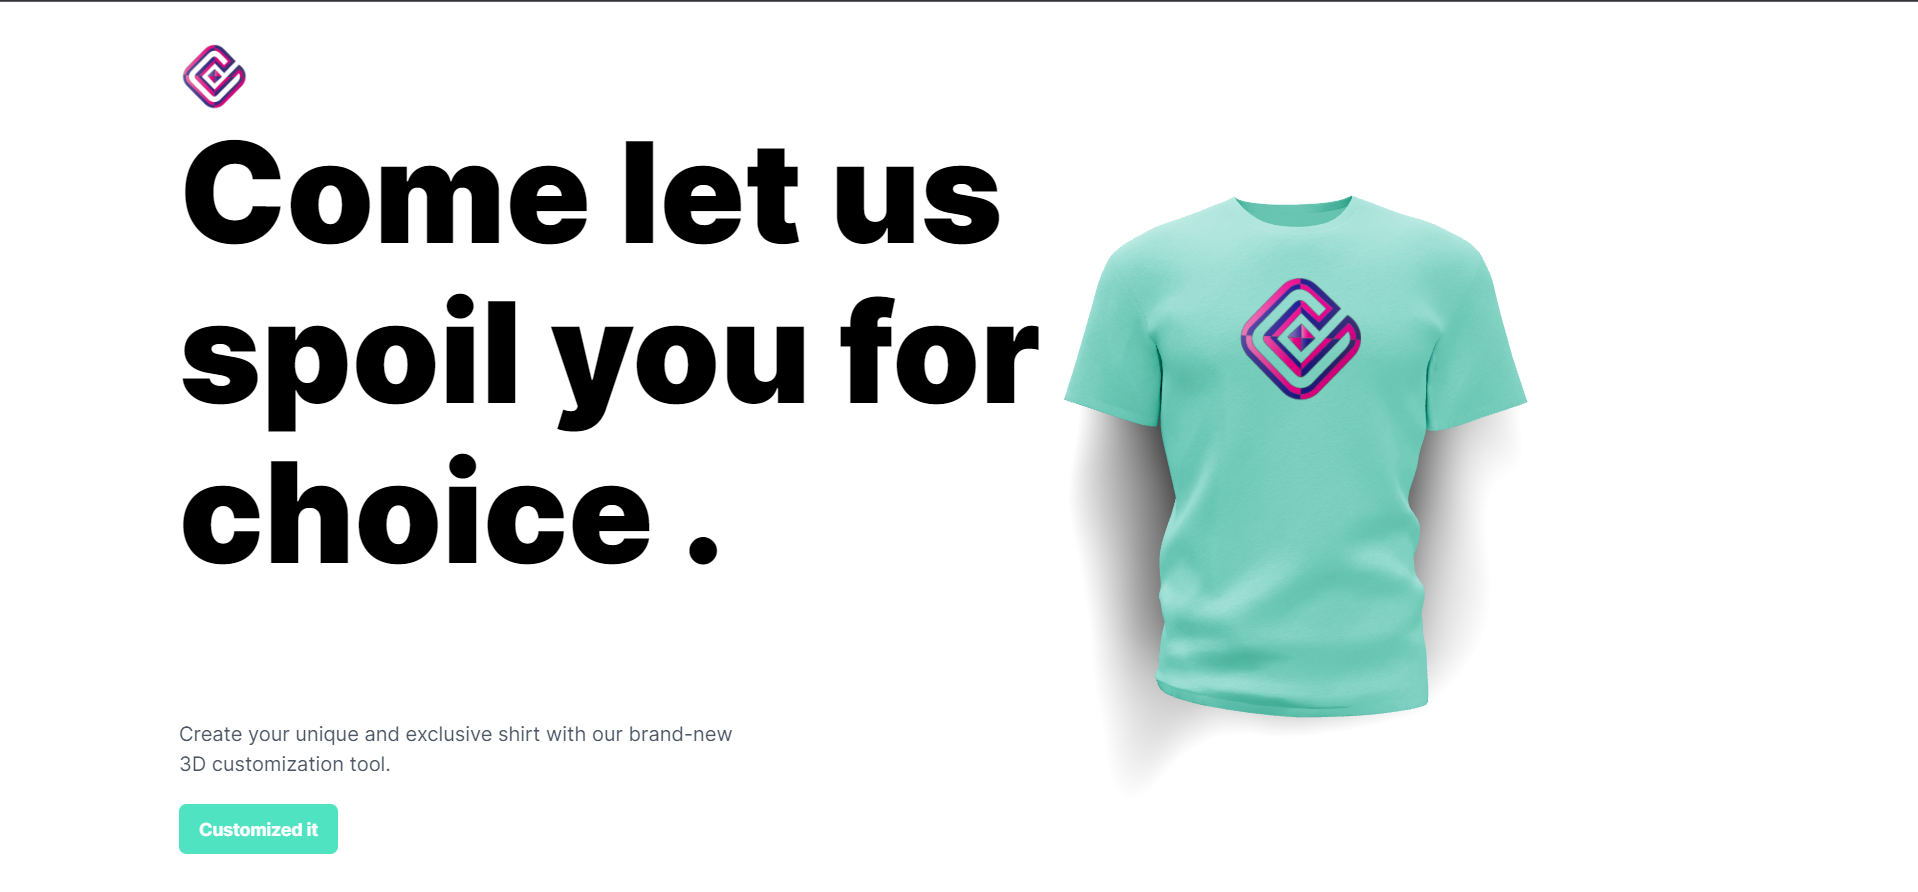 Come let us
spoil you for
choice .
Create your unique and exclusive shirt with our brand-new
3D customization tool.
Customized it